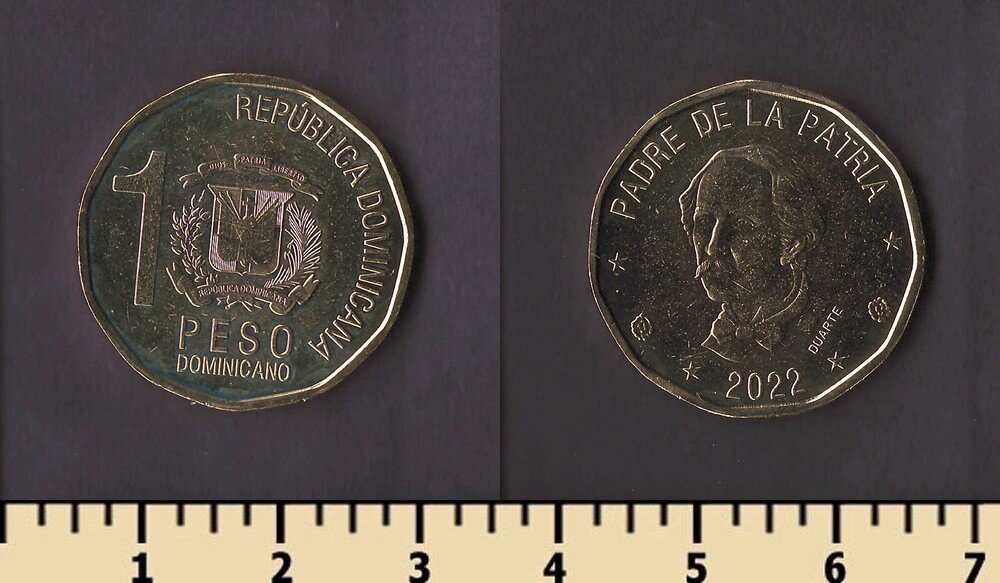 REPÚBLICA DOMINICANA
1
DIOS PATRIA LIBERTAD
REPÚBLICA DOMINICANA
PESO
DOMINICANO
PADRE DE LA PATRIA
DUARTE
2022
1 2 3 4 5 6 7